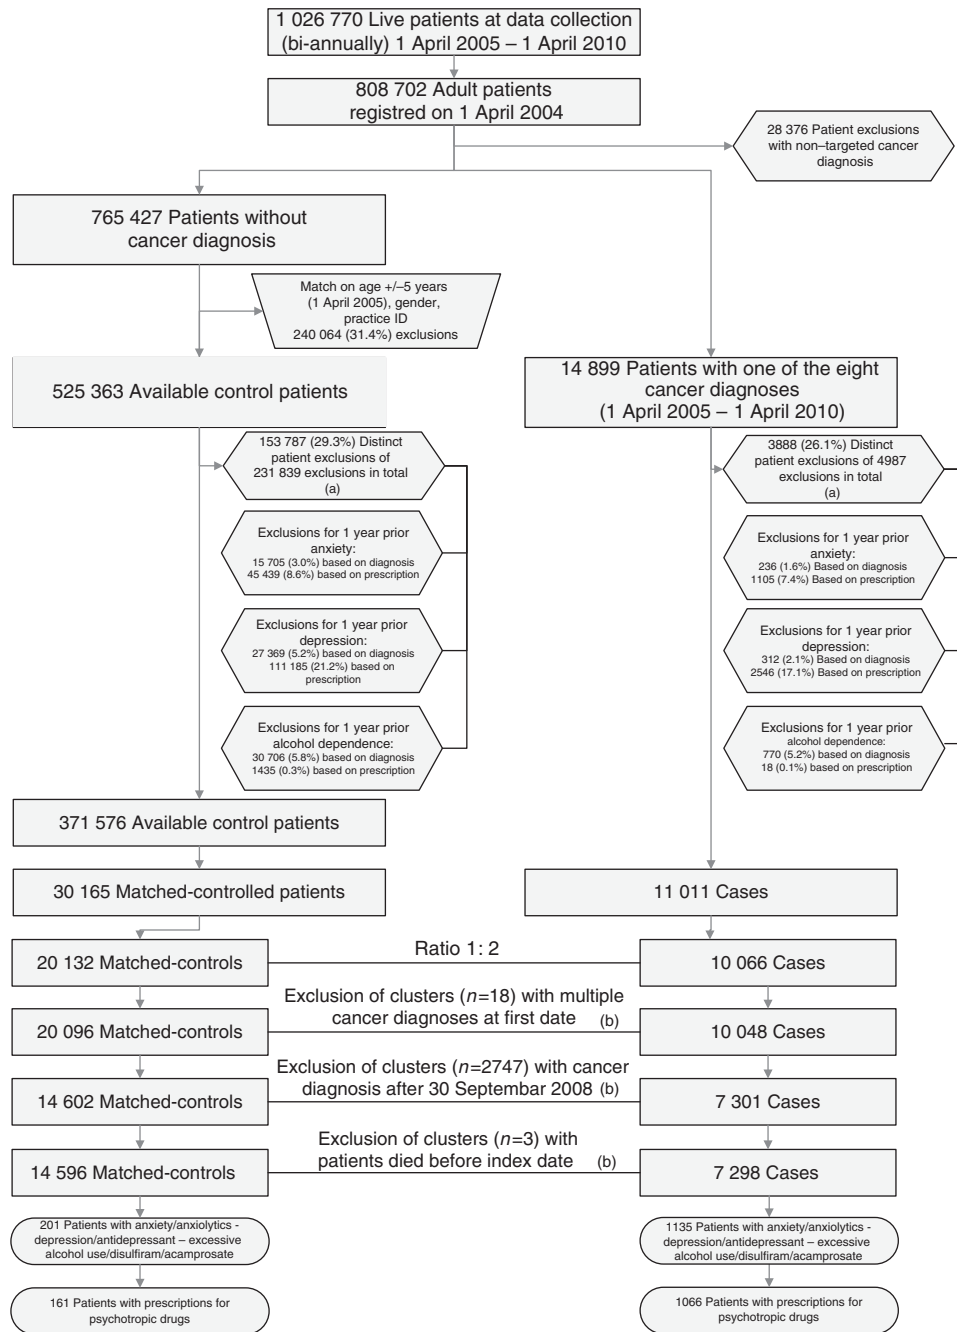 1 026 770 Live patients at data collection
(bi-annually) 1 April 2005 – 1 April 2010
808 702 Adult patients
registred on 1 April 2004
28 376 Patient exclusions
with non–targeted cancer
diagnosis
765 427 Patients without
cancer diagnosis
Match on age +/–5 years
(1 April 2005), gender,
practice ID
240 064 (31.4%) exclusions
525 363 Available control patients
14 899 Patients with one of the eight
cancer diagnoses
(1 April 2005 – 1 April 2010)
153 787 (29.3%) Distinct
patient exclusions of
231 839 exclusions in total
(a)
3888 (26.1%) Distinct
patient exclusions of 4987
exclusions in total
(a)
Exclusions for 1 year prior
anxiety:
15 705 (3.0%) based on diagnosis
45 439 (8.6%) based on prescription
Exclusions for 1 year prior
anxiety:
236 (1.6%) Based on diagnosis
1105 (7.4%) Based on prescription
Exclusions for 1 year prior
depression:
27 369 (5.2%) based on diagnosis
111 185 (21.2%) based on
prescription
Exclusions for 1 year prior
depression:
312 (2.1%) Based on diagnosis
2546 (17.1%) Based on prescription
Exclusions for 1 year prior
alcohol dependence:
30 706 (5.8%) based on diagnosis
1435 (0.3%) based on prescription
Exclusions for 1 year prior
alcohol dependence:
770 (5.2%) based on diagnosis
18 (0.1%) based on prescription
371 576 Available control patients
30 165 Matched-controlled patients
11 011 Cases
20 132 Matched-controls
Ratio 1: 2
10 066 Cases
Exclusion of clusters (n=18) with multiple
cancer diagnoses at first date (b)
20 096 Matched-controls
10 048 Cases
Exclusion of clusters (n=2747) with cancer
diagnosis after 30 Septembar 2008 (b)
14 602 Matched-controls
7 301 Cases
Exclusion of clusters (n=3) with
patients died before index date (b)
14 596 Matched-controls
7 298 Cases
201 Patients with anxiety/anxiolytics -
depression/antidepressant – excessive
alcohol use/disulfiram/acamprosate
1135 Patients with anxiety/anxiolytics -
depression/antidepressant – excessive
alcohol use/disulfiram/acamprosate
161 Patients with prescriptions for
psychotropic drugs
1066 Patients with prescriptions for
psychotropic drugs